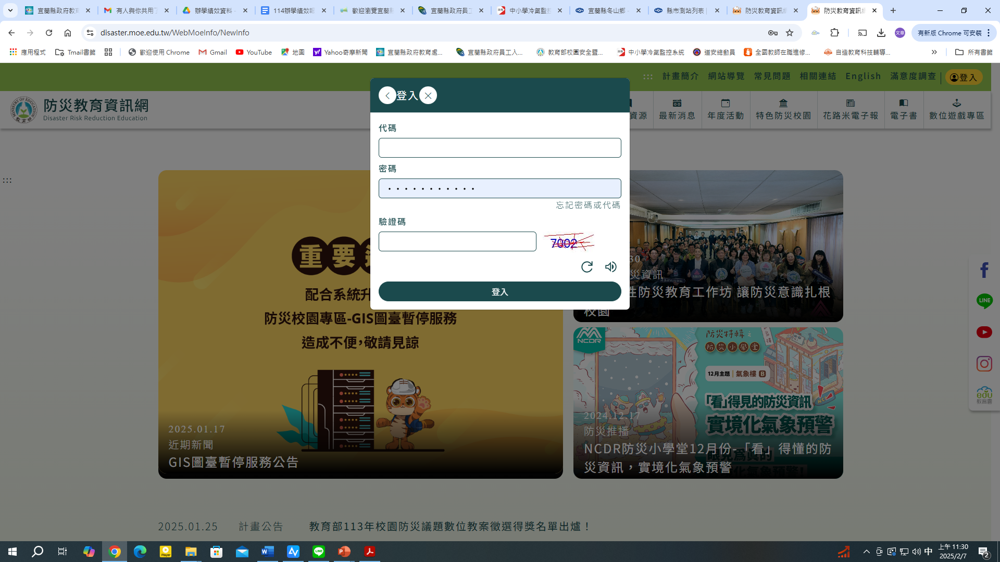 宜蘭縣政府教育
有人與你共用了
辦學績效資料 -
114辦學績效報
歡迎瀏覽宜蘭縣
宜蘭縣政府員工
中小學冷氣監控
宜蘭縣冬山鄉 -
縣市測站列表 |
防災教育資訊網
防災教育資訊網
disaster.moe.edu.tw/WebMoeInfo/NewInfo
文章
有新版 Chrome 可安裝
應用程式
Tmail書籤
歡迎使用 Chrome
Gmail
YouTube
地圖
Yahoo奇摩新聞
宜蘭縣政府教育處...
宜蘭縣政府員工入...
教育部校園安全暨...
中小學冷氣監控系統
道安總動員
全國教師在職進修...
自造教育科技輔導...
所有書籤
計畫簡介
網站導覽
常見問題
相關連結
English
滿意度調查
登入
防災教育資訊網
Disaster Risk Reduction Education
資源
最新消息
年度活動
特色防災校園
花路米電子報
電子書
數位遊戲專區
登入
代碼
密碼
忘記密碼或代碼
驗證碼
7002
登入
重要
配合系統升
防災校園專區-GIS圖臺暫停服務
造成不便,敬請見諒
2025.01.17
近期新聞
GIS圖臺暫停服務公告
30
災資訊
性防災教育工作坊 讓防災意識扎根
校園
NCDR
防災特輯之
防災小學堂
12月主題 | 氣象樓 B
「看」得見的防災資訊
實境化氣象預警
2024.12.17
防災推播
NCDR防災小學堂12月份-「看」得懂的防
災資訊，實境化氣象預警
LINE
edu
教育雲
2025.01.25
計畫公告
教育部113年校園防災議題數位教案徵選得獎名單出爐！
中
上午 11:30
2025/2/7
2